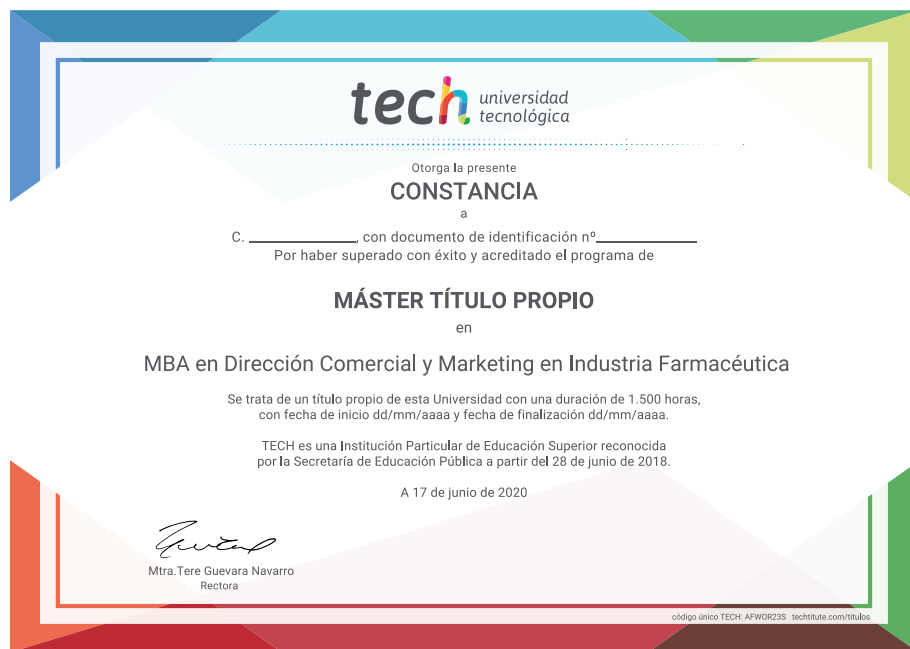 tech universidad
tecnológica
Otorga la presente
CONSTANCIA
a
C. ____________, con documento de identificación nº____________
Por haber superado con éxito y acreditado el programa de
MÁSTER TÍTULO PROPIO
en
MBA en Dirección Comercial y Marketing en Industria Farmacéutica
Se trata de un título propio de esta Universidad con una duración de 1.500 horas,
con fecha de inicio dd/mm/aaaa y fecha de finalización dd/mm/aaaa.
TECH es una Institución Particular de Educación Superior reconocida
por la Secretaría de Educación Pública a partir del 28 de junio de 2018.
A 17 de junio de 2020
Mtra.Tere Guevara Navarro
Rectora
código único TECH: AFWOR23S techtitute.com/titulos